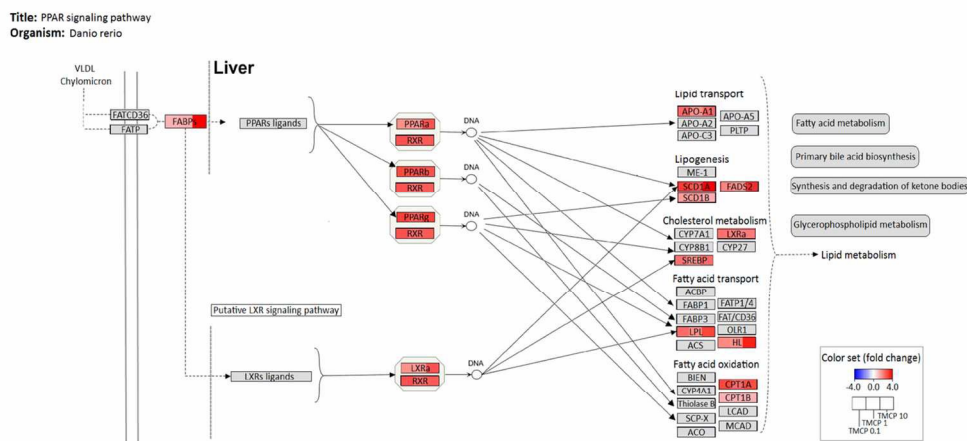 Title: PPAR signaling pathway
Organism: Danio rerio
Liver
VLDL
Chylomicron
FATCD36
FATP
FABPs
PPARs ligands
PPARa
RXR
DNA
PPARb
RXR
DNA
PPARg
RXR
DNA
Putative LXR signaling pathway
LXRs ligands
LXRa
RXR
DNA
Lipid transport
APO-A1
APO-A2
APO-C3
APO-A5
PLTP
Lipogenesis
ME-1
SCD1A
SCD1B
FADS2
Cholesterol metabolism
CYP7A1
LXRa
CYP8B1
CYP27
SREBP
Fatty acid transport
ACBP
FABP1
FATP1/4
FABP3
FAT/CD36
LPL
OLR1
ACS
HL
Fatty acid oxidation
BIEN
CYP4A1
CPT1A
Thiolase B
CPT1B
SCP-X
LCAD
ACO
MCAD
Fatty acid metabolism
Primary bile acid biosynthesis
Synthesis and degradation of ketone bodies
Glycerophospholipid metabolism
Lipid metabolism
Color set (fold change)
-4.0 0.0 4.0
TMCP 10
TMCP 1
TMCP 0.1